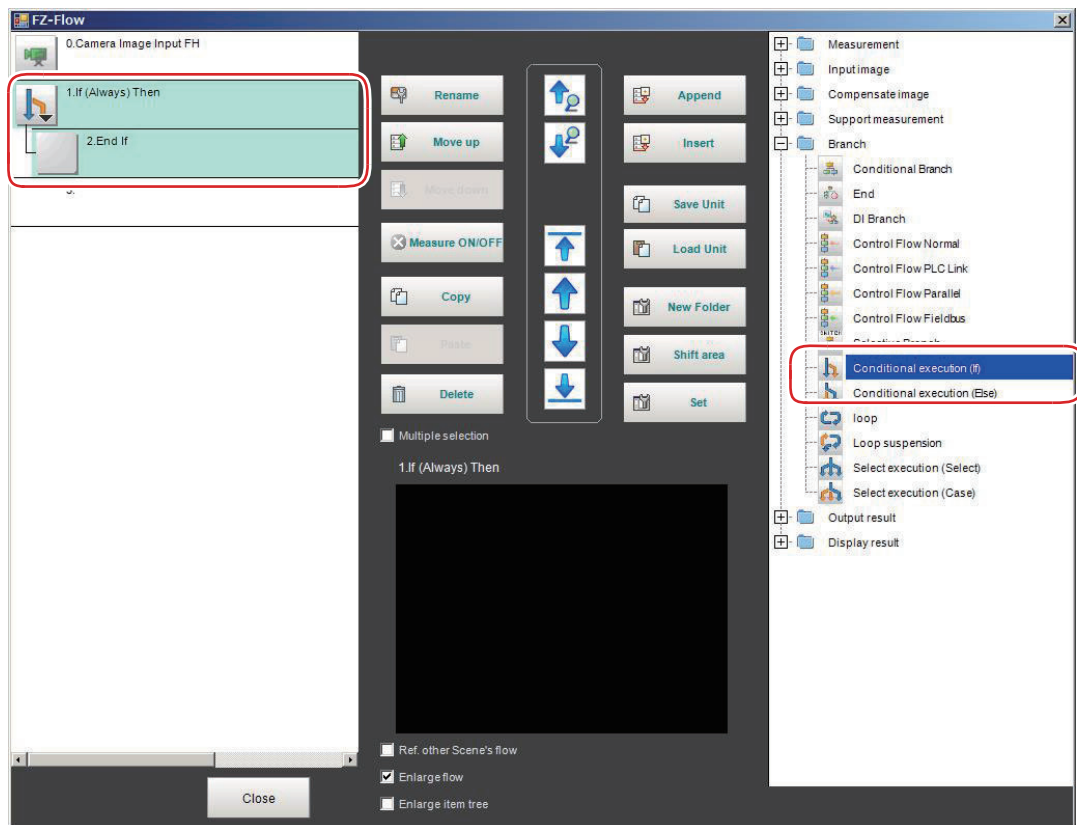 FZ-Flow
0.Camera Image Input FH
1.If (Always) Then
2.End If
Rename
Move up
Move down
Measure ON/OFF
Copy
Paste
Delete
Append
Insert
Save Unit
Load Unit
New Folder
Shift area
Set
Multiple selection
1.If (Always) Then
Ref. other Scene's flow
Enlarge flow
Enlarge item tree
Close
Measurement
Input image
Compensate image
Support measurement
Branch
Conditional Branch
End
DI Branch
Control Flow Normal
Control Flow PLC Link
Control Flow Parallel
Control Flow Fieldbus
Selective Branch
Conditional execution (If)
Conditional execution (Else)
loop
Loop suspension
Select execution (Select)
Select execution (Case)
Output result
Display result